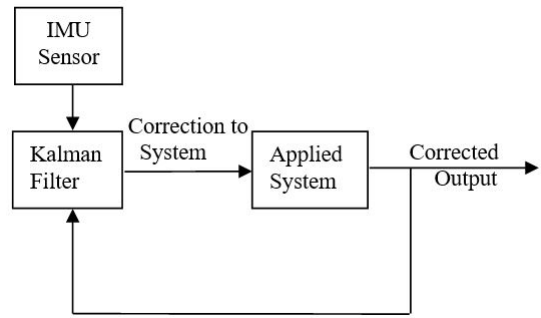 IMU
Sensor
Correction to
System
Kalman
Filter
Applied
System
Corrected
Output